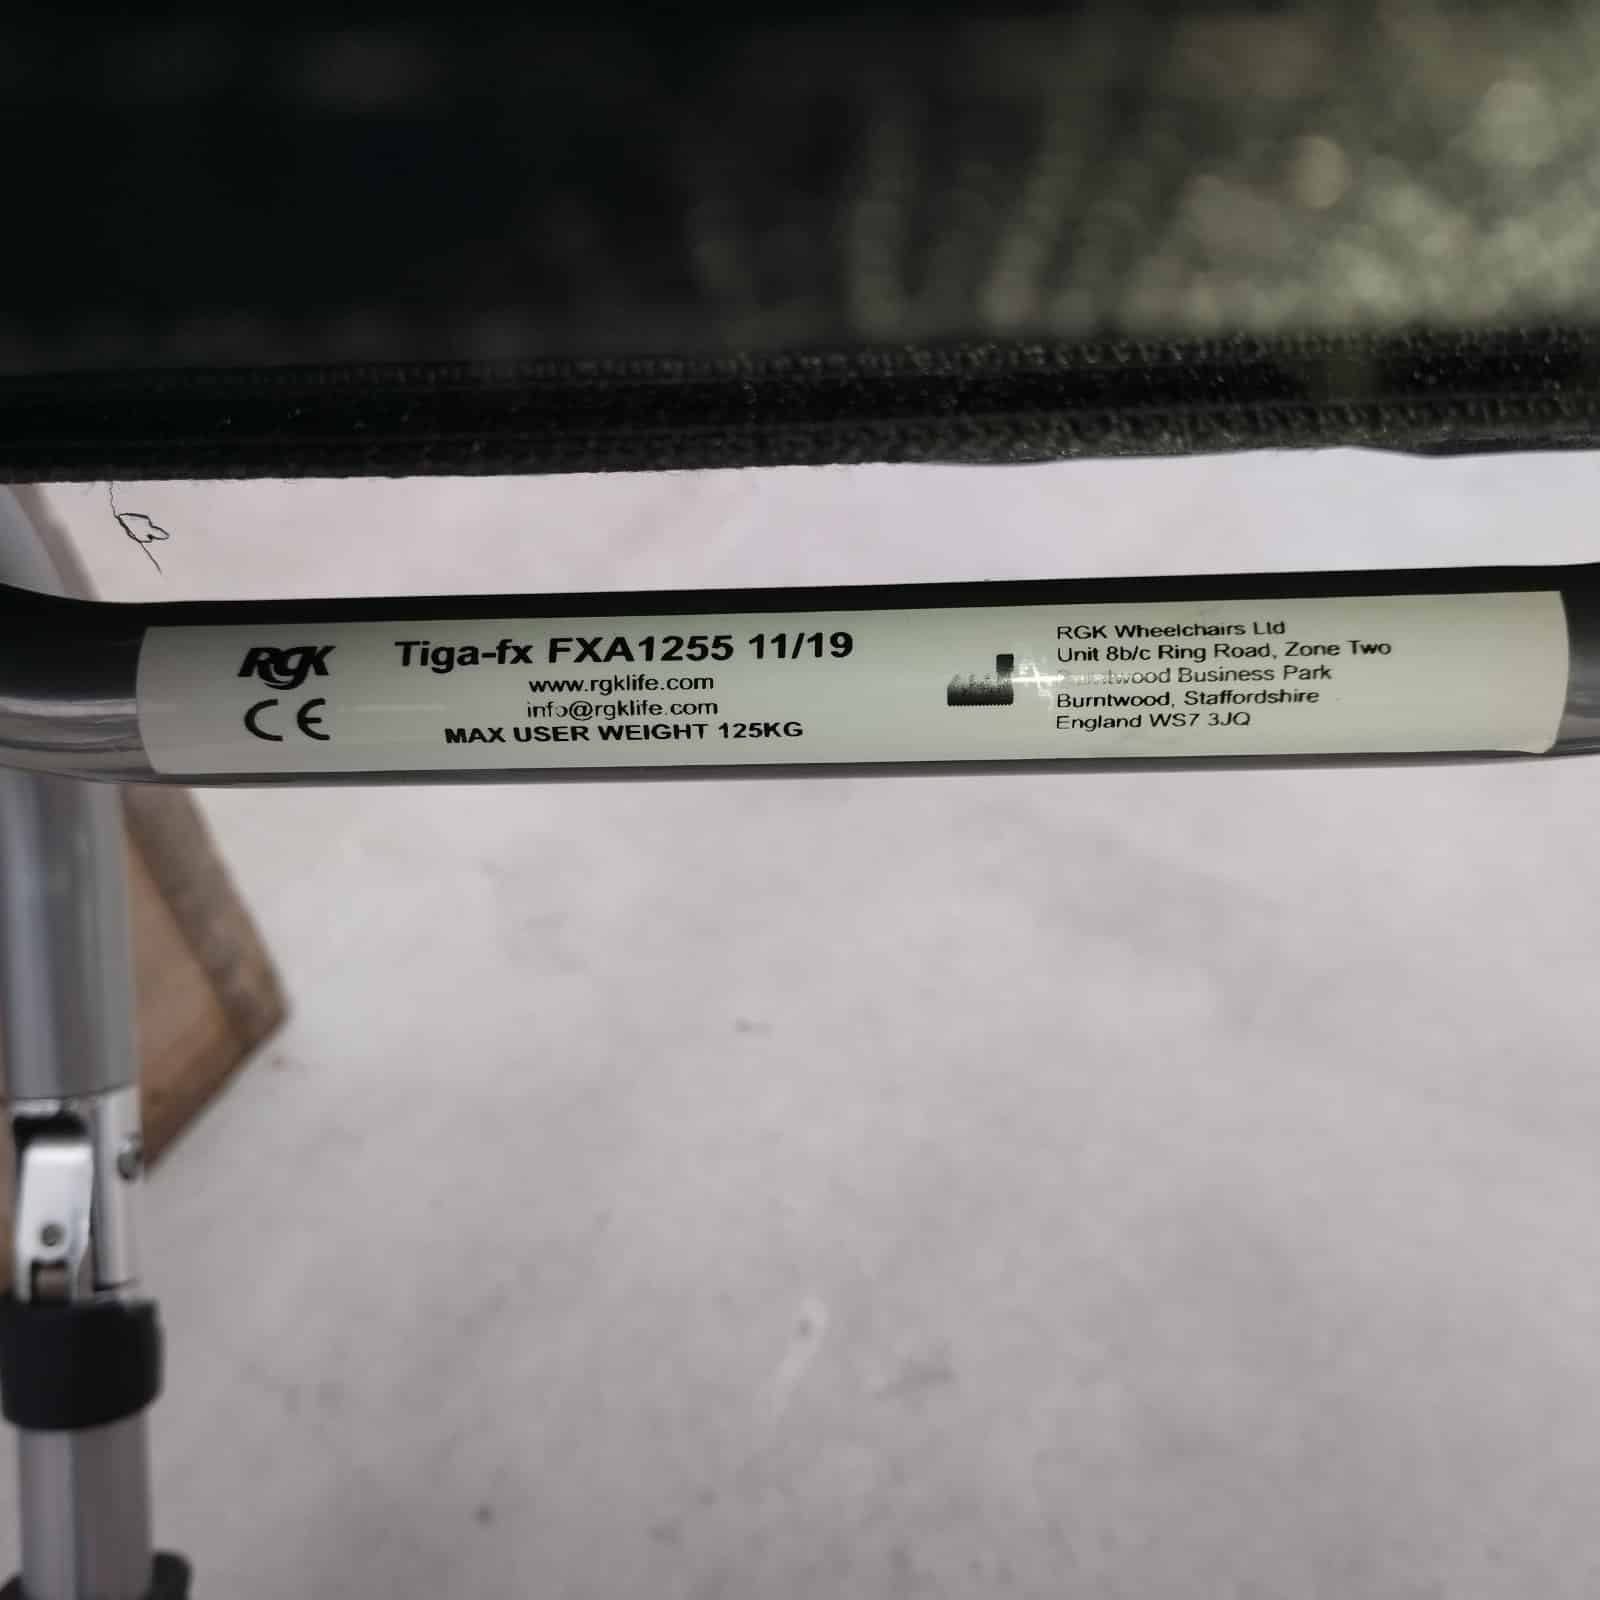 RGK
CE
Tiga-fx FXA1255 11/19
www.rgklife.com
info@rgklife.com
MAX USER WEIGHT 125KG
RGK Wheelchairs Ltd
Unit 8b/c Ring Road, Zone Two
Burntwood Business Park
Burntwood, Staffordshire
England WS7 3JQ